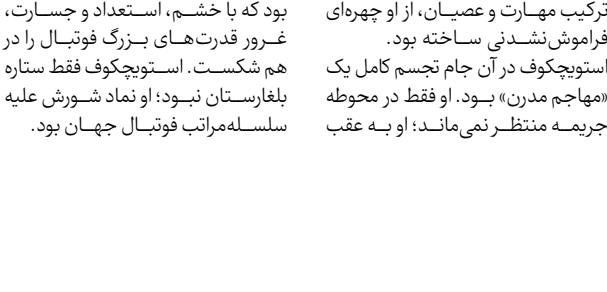 ترکیب مهارت و عصیان، از او چهره‌ای
فراموش‌نشدنی ساخته بود.
استویچکوف در آن جام تجسم کامل یک
«مهاجم مدرن» بود. او فقط در محوطه
جریمه منتظر نمی‌ماند؛ او به عقب
بود که با خشم، استعداد و جسارت،
غرور قدرت‌های بزرگ فوتبال را در
هم شکست. استویچکوف فقط ستاره
بلغارستان نبود؛ او نماد شورش علیه
سلسله‌مراتب فوتبال جهان بود.